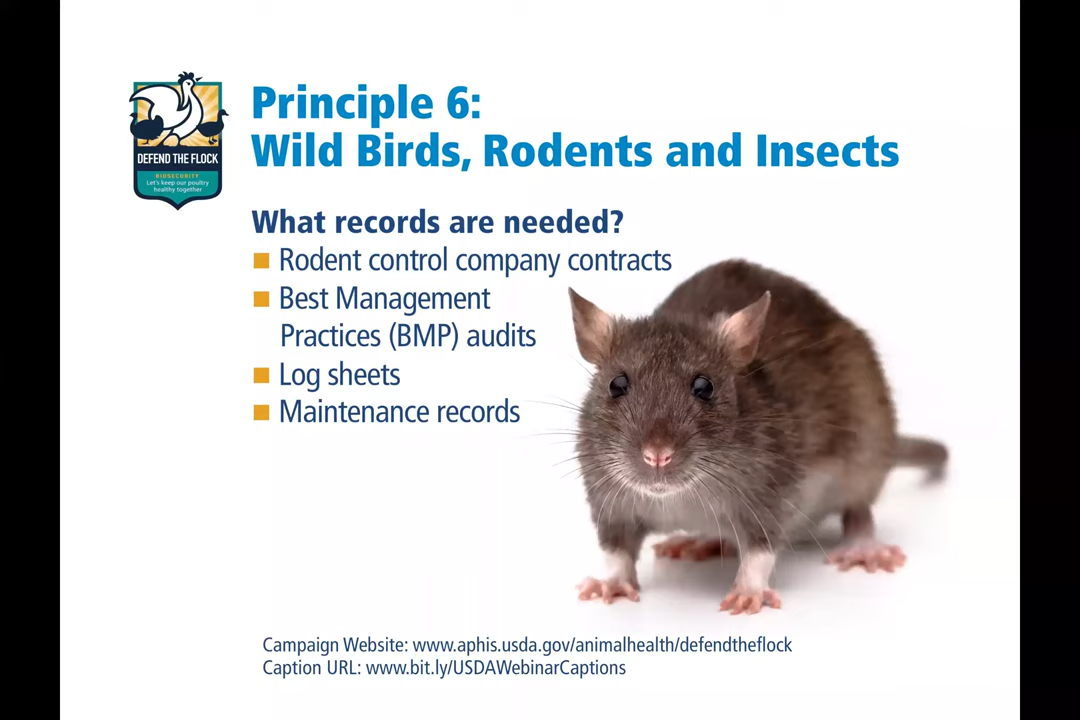 Principle 6:
Wild Birds, Rodents and Insects
DEFEND THE FLOCK
BIOSECURITY
Let's keep our poultry
healthy together
What records are needed?
Rodent control company contracts
Best Management
Practices (BMP) audits
Log sheets
Maintenance records
Campaign Website: www.aphis.usda.gov/animalhealth/defendtheflock
Caption URL: www.bit.ly/USDAWebinarCaptions